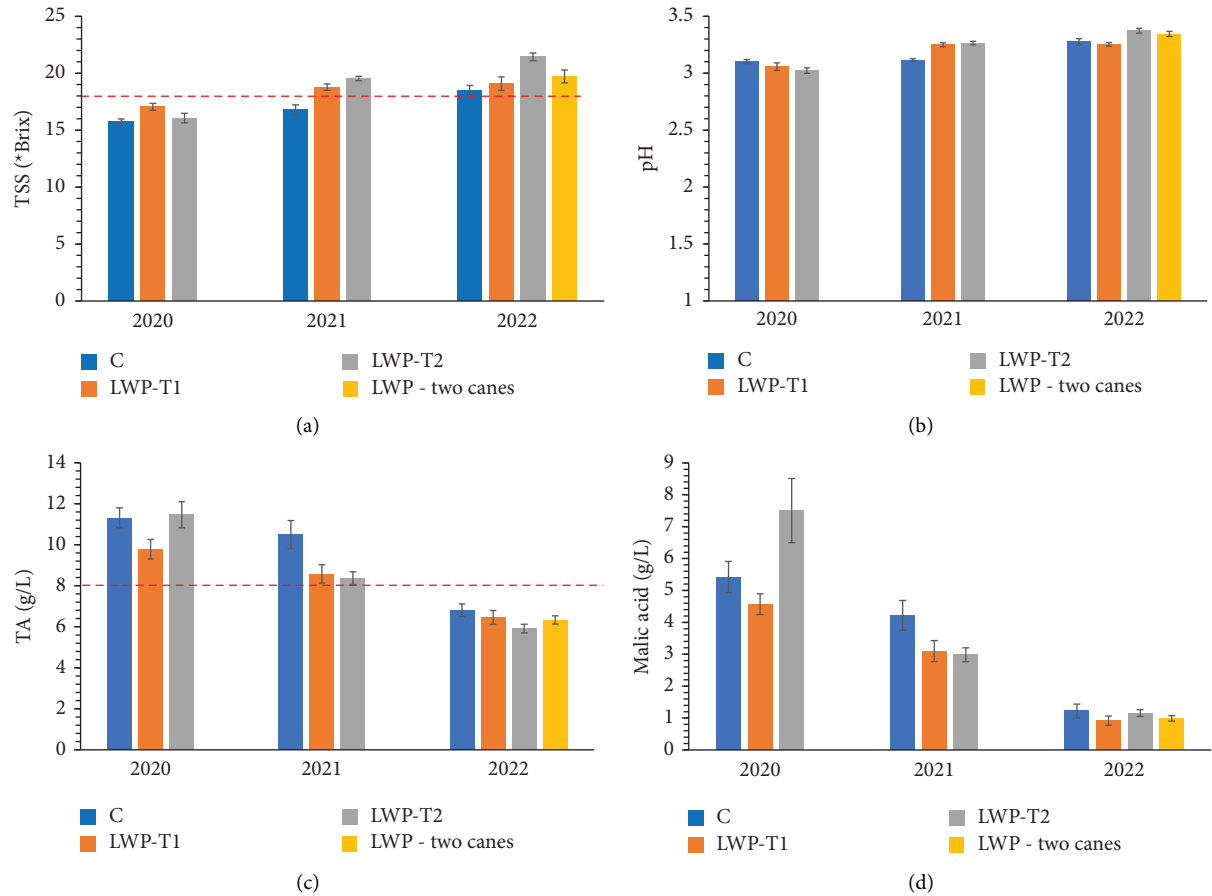 25
20
15
10
5
0
TSS (*Brix)
2020 2021 2022
C LWP-T2
LWP-T1 LWP - two canes
(a)
3.5
3
2.5
2
1.5
1
pH
2020 2021 2022
C LWP-T2
LWP-T1 LWP - two canes
(b)
14
12
10
8
6
4
2
0
TA (g/L)
2020 2021 2022
C LWP-T2
LWP-T1 LWP - two canes
(c)
9
8
7
6
5
4
3
2
1
0
Malic acid (g/L)
2020 2021 2022
C LWP-T2
LWP-T1 LWP - two canes
(d)